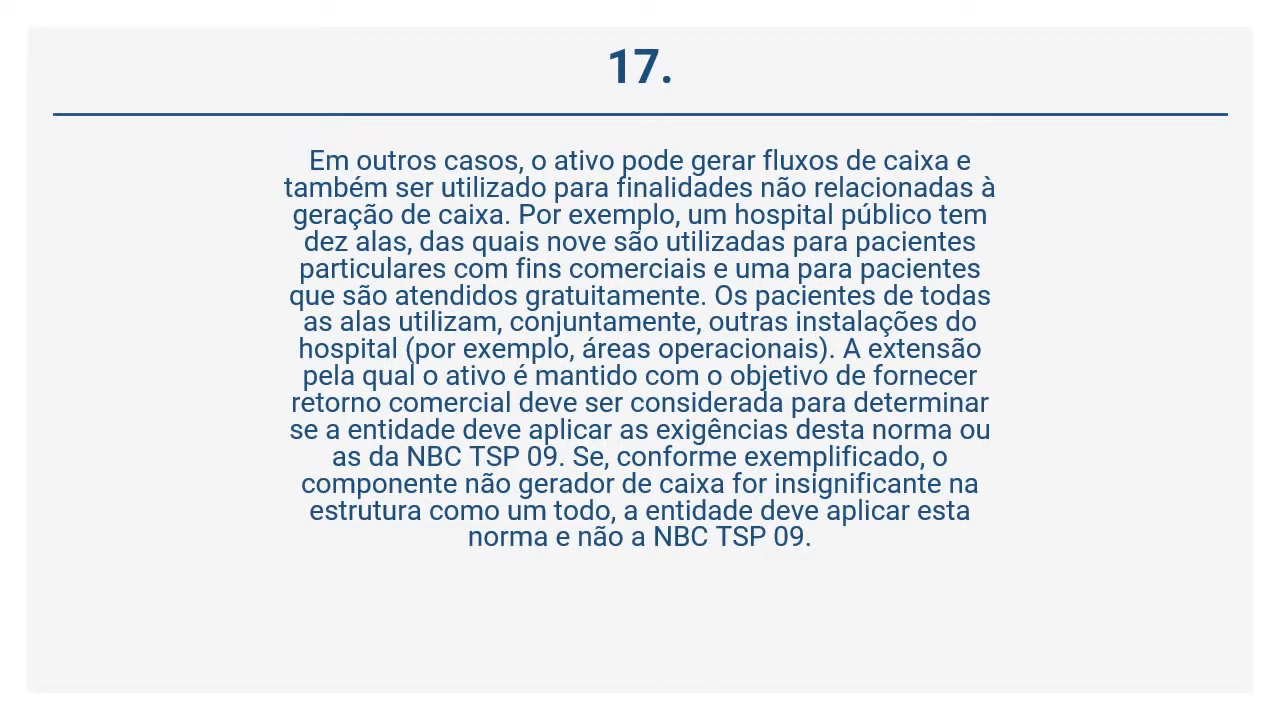 17.
Em outros casos, o ativo pode gerar fluxos de caixa e
também ser utilizado para finalidades não relacionadas à
geração de caixa. Por exemplo, um hospital público tem
dez alas, das quais nove são utilizadas para pacientes
particulares com fins comerciais e uma para pacientes
que são atendidos gratuitamente. Os pacientes de todas
as alas utilizam, conjuntamente, outras instalações do
hospital (por exemplo, áreas operacionais). A extensão
pela qual o ativo é mantido com o objetivo de fornecer
retorno comercial deve ser considerada para determinar
se a entidade deve aplicar as exigências desta norma ou
as da NBC TSP 09. Se, conforme exemplificado, o
componente não gerador de caixa for insignificante na
estrutura como um todo, a entidade deve aplicar esta
norma e não a NBC TSP 09.